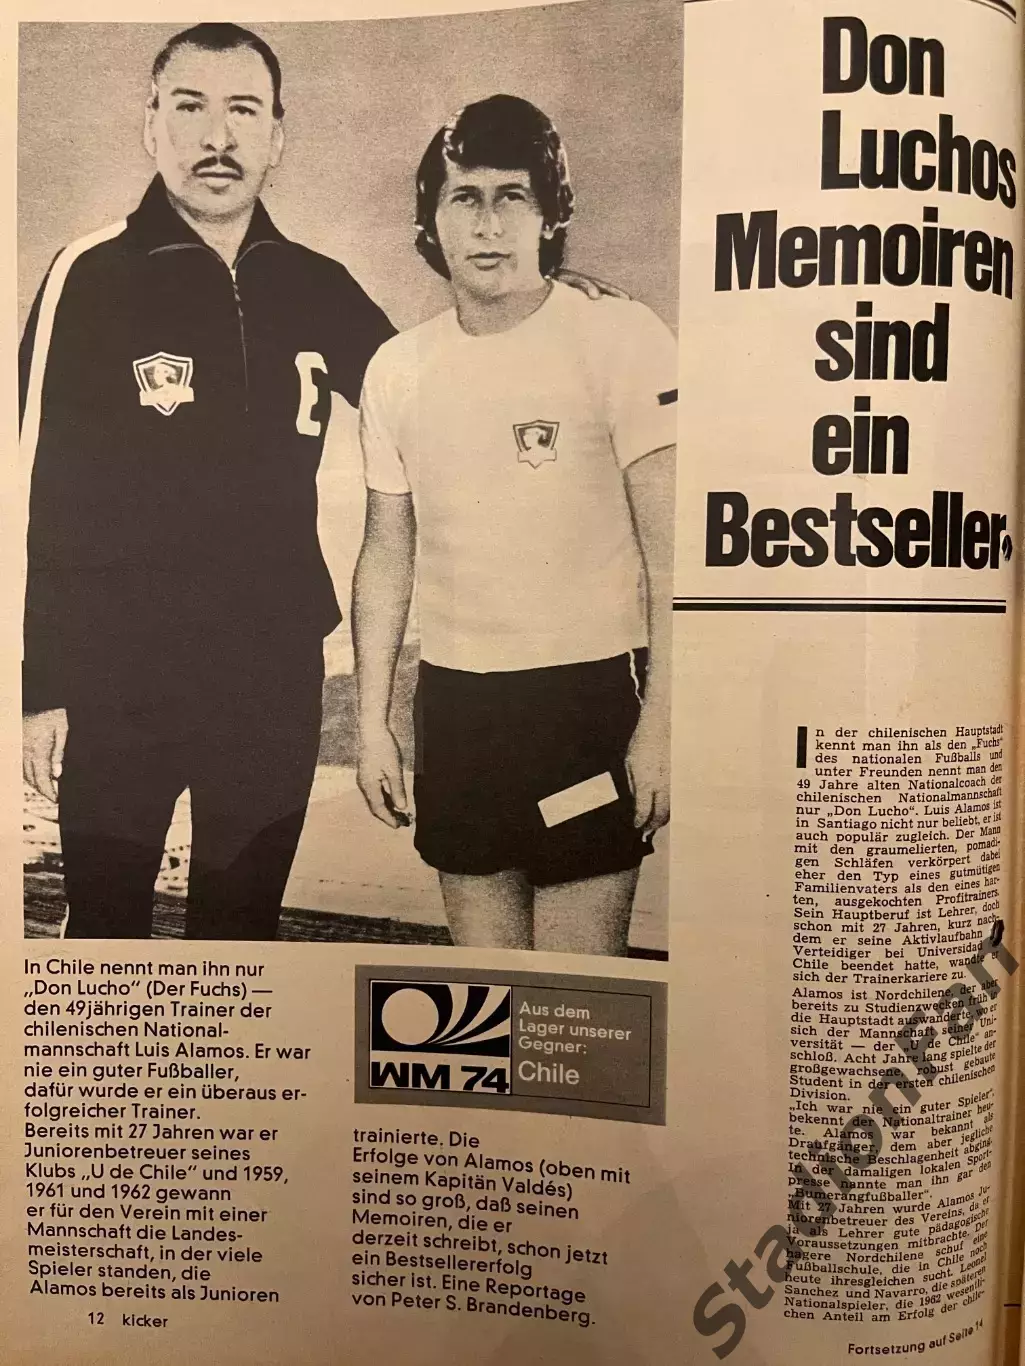 Don
Luchos
Memoiren
sind
ein
Bestseller
In Chile nennt man ihn nur
„Don Lucho" (Der Fuchs) —
den 49jährigen Trainer der
chilenischen National-
mannschaft Luis Alamos. Er war
nie ein guter Fußballer,
dafür wurde er ein überaus er-
folgreicher Trainer.
Bereits mit 27 Jahren war er
Juniorenbetreuer seines
Klubs „U de Chile" und 1959,
1961 und 1962 gewann
er für den Verein mit einer
Mannschaft die Landes-
meisterschaft, in der viele
Spieler standen, die
Alamos bereits als Junioren
WM 74
Aus dem
Lager unserer
Gegner:
Chile
trainierte. Die
Erfolge von Alamos (oben mit
seinem Kapitän Valdés)
sind so groß, daß seinen
Memoiren, die er
derzeit schreibt, schon jetzt
ein Bestsellererfolg
sicher ist. Eine Reportage
von Peter S. Brandenberg.
In der chilenischen Hauptstadt
kennt man ihn als den „Fuchs"
des nationalen Fußballs und
unter Freunden nennt man den
49 Jahre alten Nationalcoach der
chilenischen Nationalmannschaft
nur „Don Lucho". Luis Alamos ist
in Santiago nicht nur beliebt, er ist
auch populär zugleich. Der Mann
mit den graumelierten, pomadi-
gen Schläfen verkörpert dabei
eher den Typ eines gutmütigen
Familienvaters als den eines har-
ten, ausgekochten Profitrainers.
Sein Hauptberuf ist Lehrer, doch
schon mit 27 Jahren, kurz nach-
dem er seine Aktivlaufbahn
Verteidiger bei Universidad
Chile beendet hatte, wandte er
sich der Trainerkariere zu.
Alamos ist Nordchilene, der aber
bereits zu Studienzwecken früh in
die Hauptstadt auswanderte, wo er
sich der Mannschaft seiner Uni-
versität — der „U de Chile" an-
schloß. Acht Jahre lang spielte der
großgewachsene, robust gebaute
Student in der ersten chilenischen
Division.
„Ich war nie ein guter Spieler",
bekennt der Nationaltrainer heu-
te. Alamos war bekannt als
Draufgänger, dem aber jegliche
technische Beschlagenheit abging.
In der damaligen lokalen Sport-
presse nannte man ihn gar den
„Bumerangfußballer".
Mit 27 Jahren wurde Alamos Ju-
niorenbetreuer des Vereins, da er
ja als Lehrer gute pädagogische
Voraussetzungen mitbrachte. Der
hagere Nordchilene schuf eine
Fußballschule, die in Chile noch
heute ihresgleichen sucht. Leonel
Sanchez und Navarro, die späteren
Nationalspieler, die 1962 wesentli-
chen Anteil am Erfolg der chile-
Fortsetzung auf Seite 14
12 kicker
StadionFan